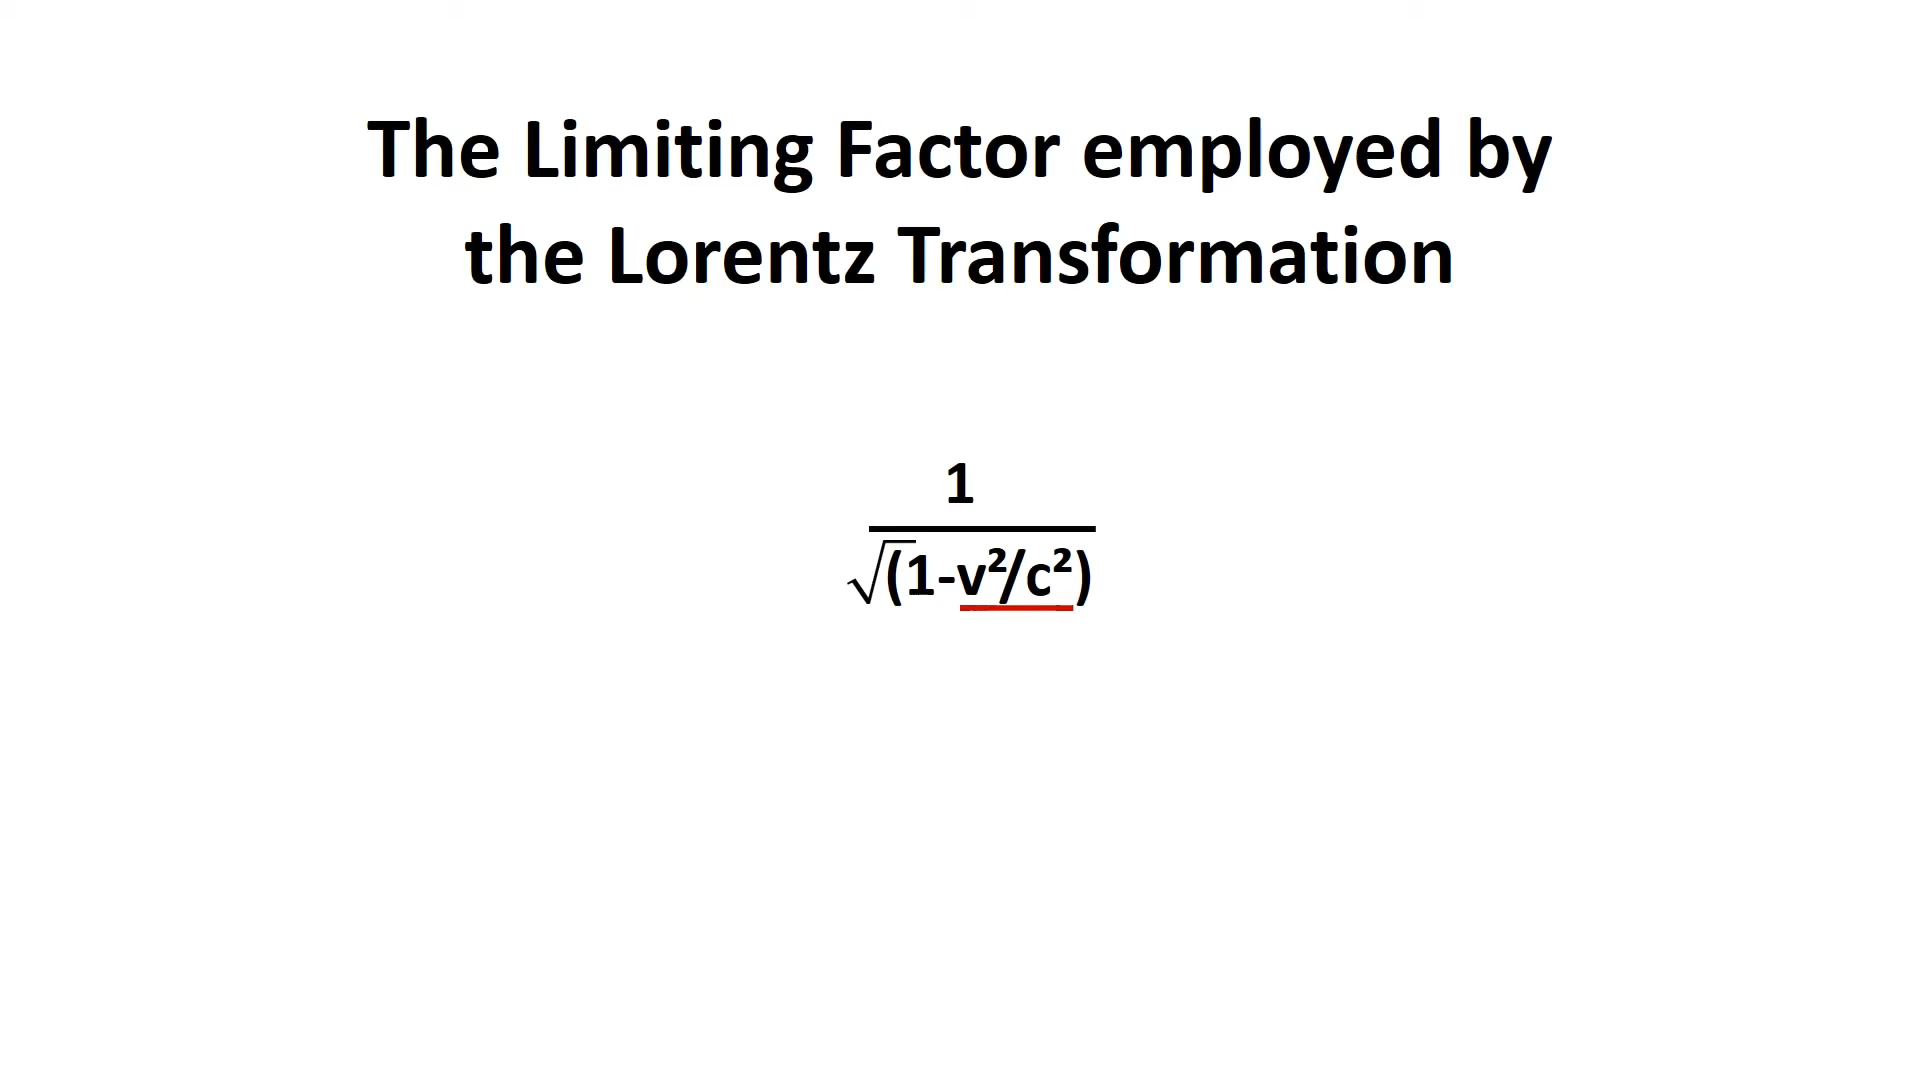 The Limiting Factor employed by
the Lorentz Transformation
1
√(1-v²/c²)